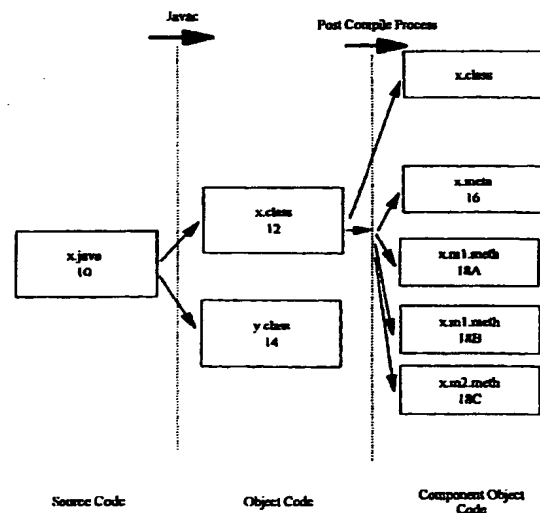 Javac
Post Compile Process
x.class
x.meta
16
x.class
12
x.java
10
x.m1.meth
18A
y class
14
x.m1.meth
18B
x.m2.meth
18C
Source Code
Object Code
Component Object
Code